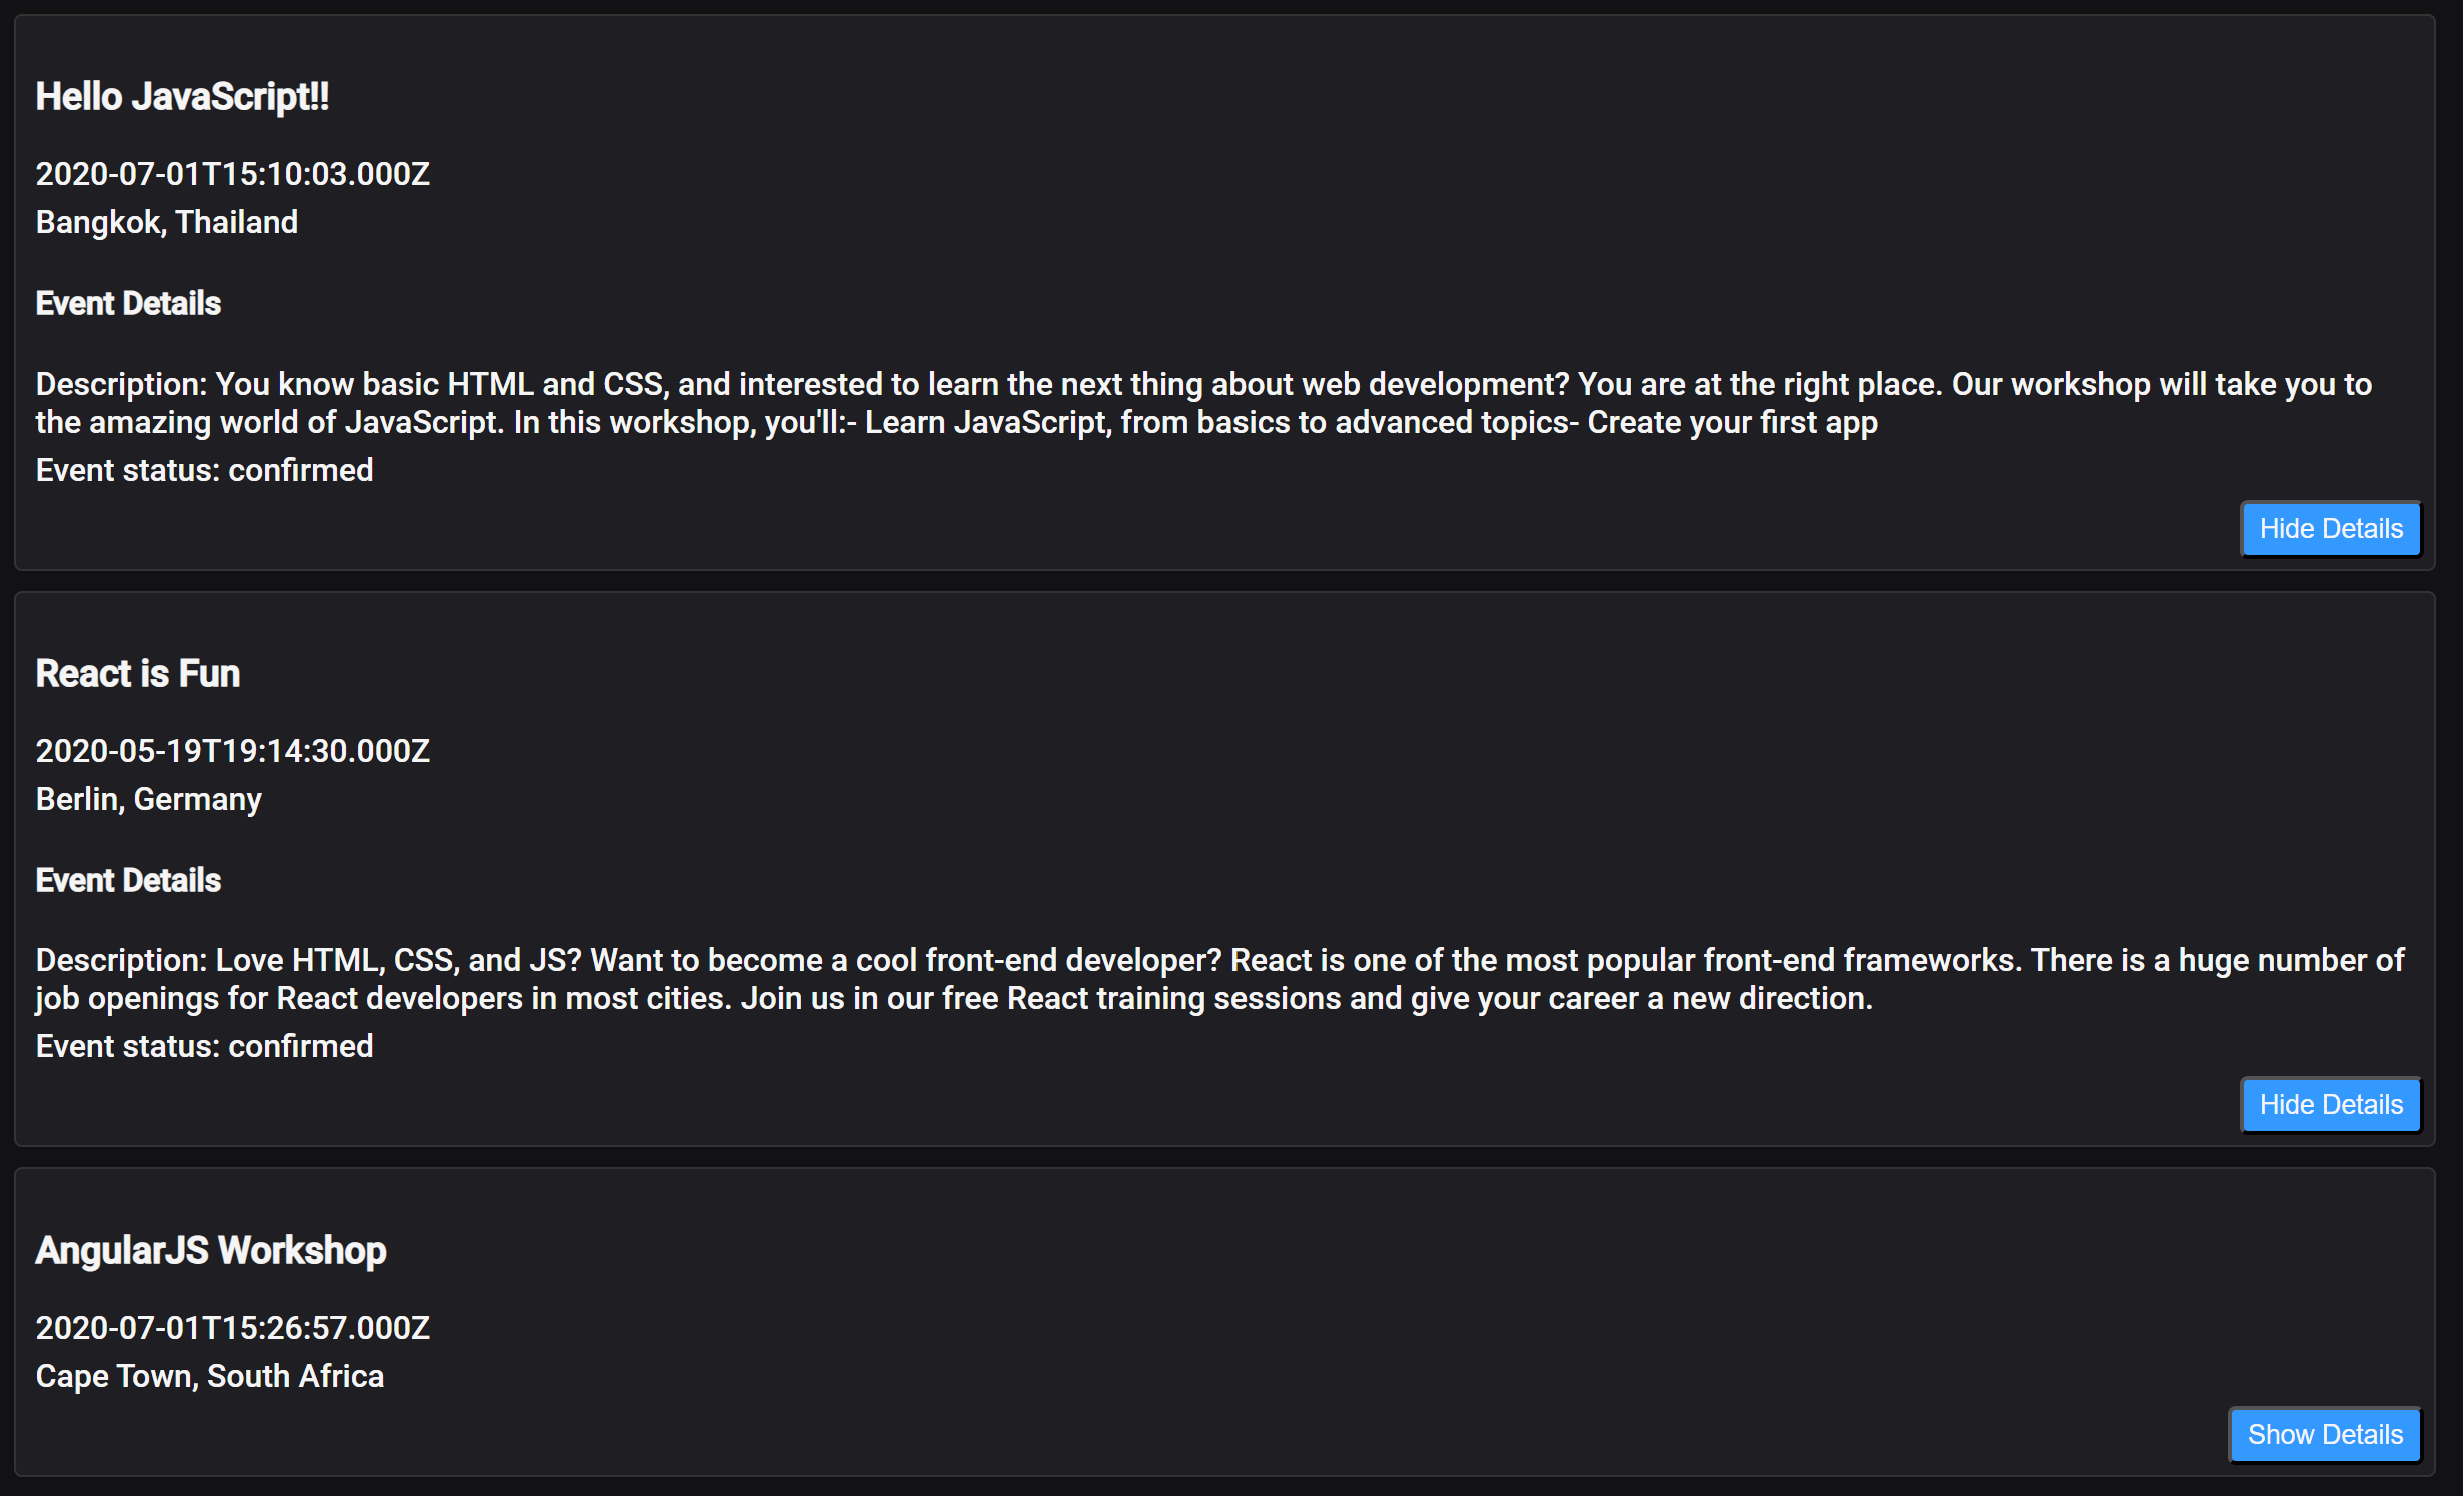 Hello JavaScript!!
2020-07-01T15:10:03.000Z
Bangkok, Thailand
Event Details
Description: You know basic HTML and CSS, and interested to learn the next thing about web development? You are at the right place. Our workshop will take you to
the amazing world of JavaScript. In this workshop, you'll:- Learn JavaScript, from basics to advanced topics- Create your first app
Event status: confirmed
Hide Details
React is Fun
2020-05-19T19:14:30.000Z
Berlin, Germany
Event Details
Description: Love HTML, CSS, and JS? Want to become a cool front-end developer? React is one of the most popular front-end frameworks. There is a huge number of
job openings for React developers in most cities. Join us in our free React training sessions and give your career a new direction.
Event status: confirmed
Hide Details
AngularJS Workshop
2020-07-01T15:26:57.000Z
Cape Town, South Africa
Show Details